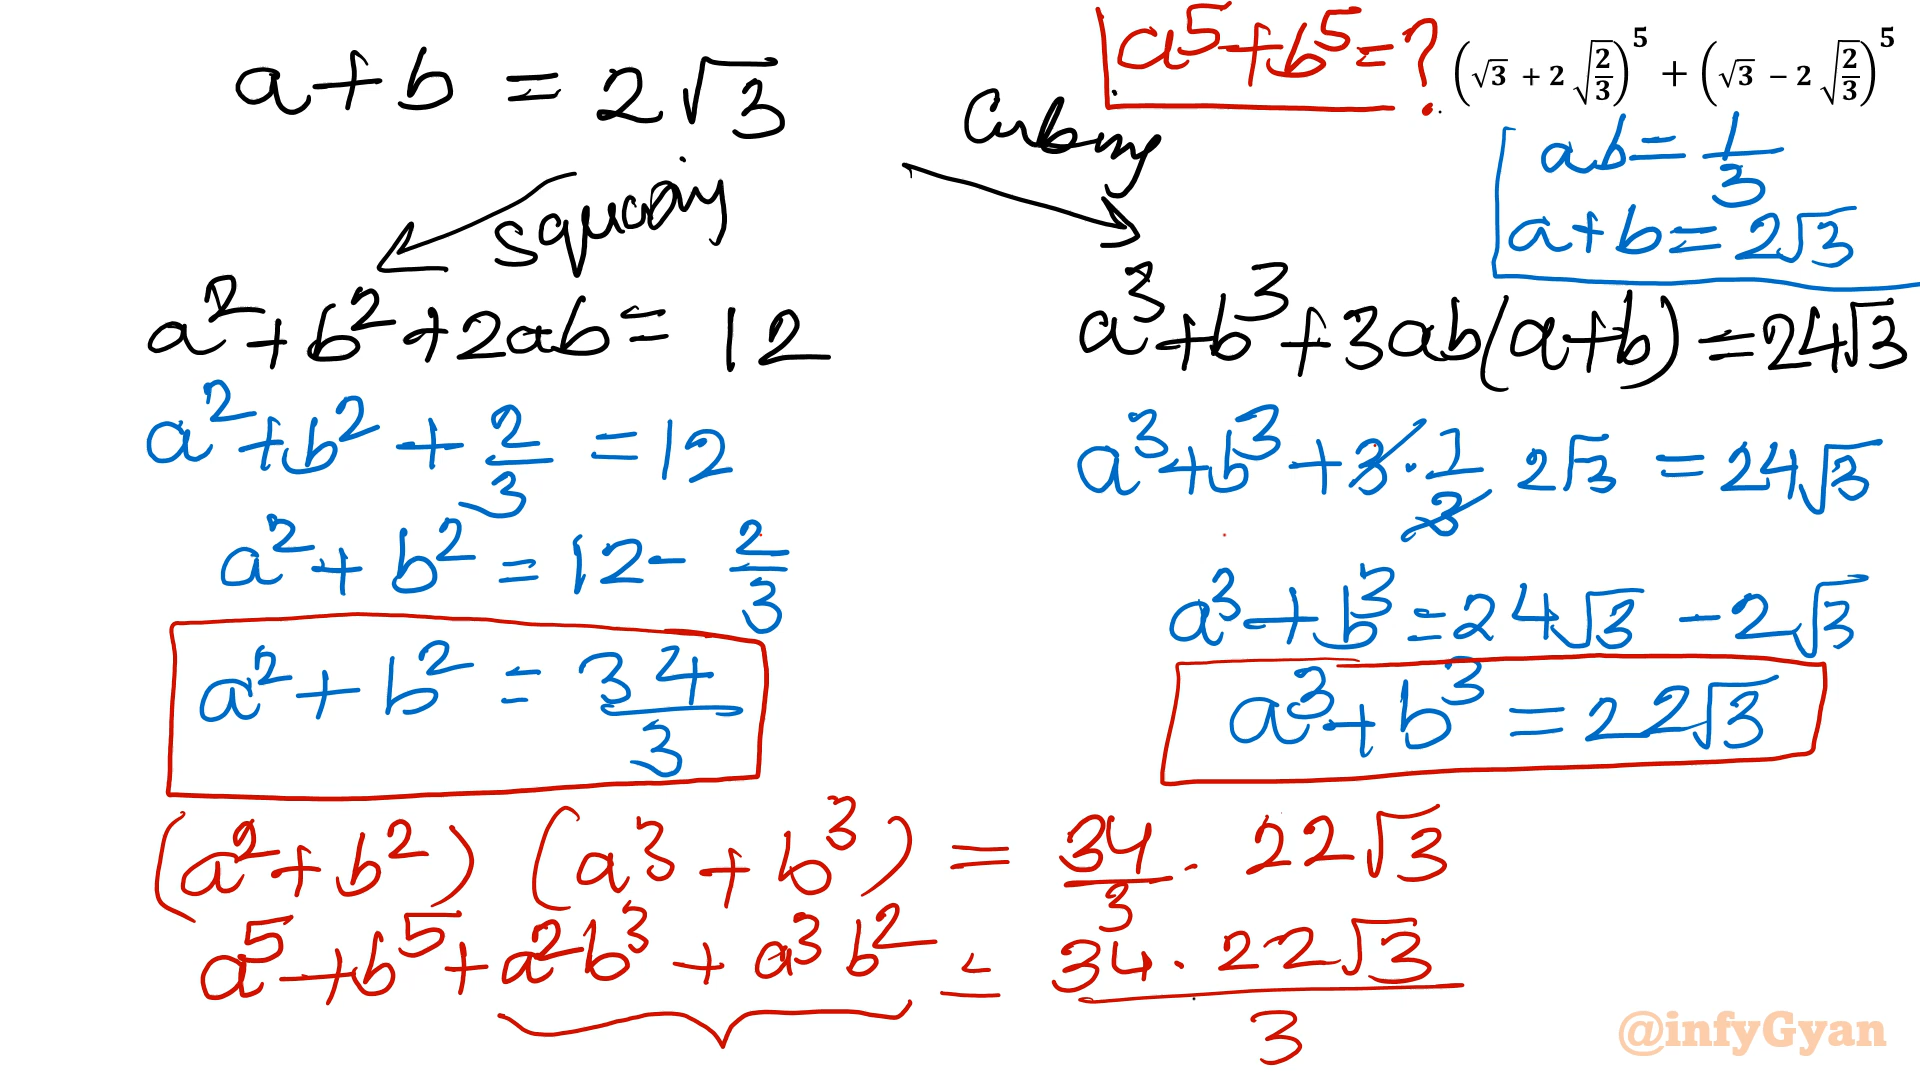 a⁵+b⁵=? (√3 + 2 √(2/3))⁵ + (√3 − 2 √(2/3))⁵
ab = 1/3
a+b = 2√3
a+b = 2√3
squaring
Cubing
a²+b²+2ab = 12
a²+b² + 2/3 = 12
a²+b² = 12 − 2/3
a²+b² = 34/3
a³+b³+3ab(a+b) = 24√3
a³+b³+3·1/3 2√3 = 24√3
a³+b³ = 24√3 − 2√3
a³+b³ = 22√3
(a²+b²) (a³+b³) = 34/3 · 22√3
a⁵+b⁵+a²b³+a³b² = 34·22√3/3
@infyGyan